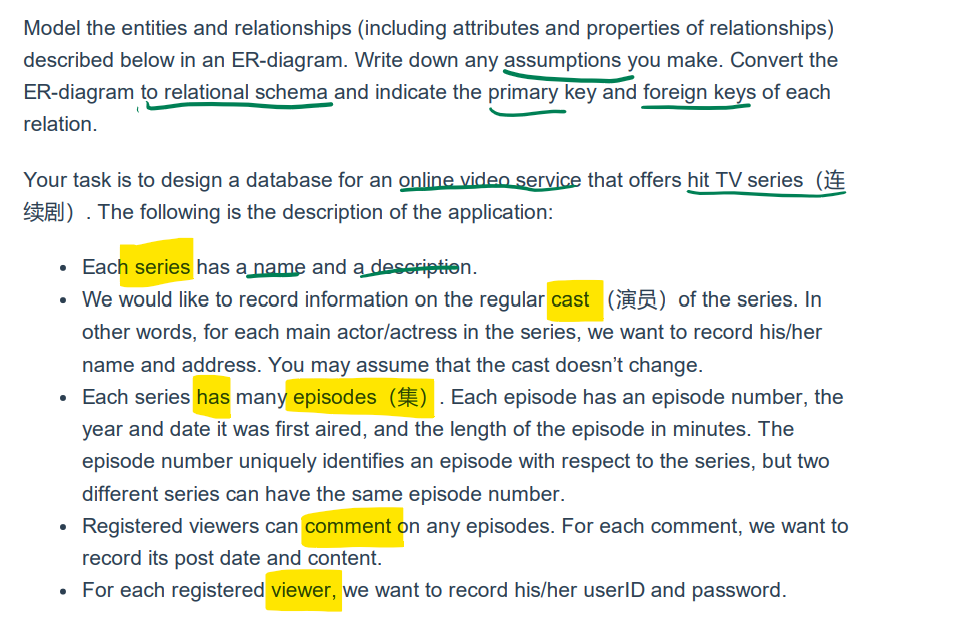 Model the entities and relationships (including attributes and properties of relationships)
described below in an ER-diagram. Write down any assumptions you make. Convert the
ER-diagram to relational schema and indicate the primary key and foreign keys of each
relation.
Your task is to design a database for an online video service that offers hit TV series（连
续剧）. The following is the description of the application:
• Each series has a name and a description.
• We would like to record information on the regular cast （演员）of the series. In
other words, for each main actor/actress in the series, we want to record his/her
name and address. You may assume that the cast doesn’t change.
• Each series has many episodes（集）. Each episode has an episode number, the
year and date it was first aired, and the length of the episode in minutes. The
episode number uniquely identifies an episode with respect to the series, but two
different series can have the same episode number.
• Registered viewers can comment on any episodes. For each comment, we want to
record its post date and content.
• For each registered viewer, we want to record his/her userID and password.